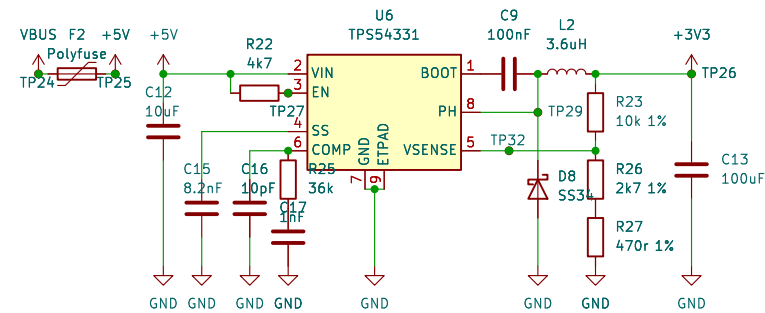 U6
TPS54331
C9
100nF
L2
3.6uH
VBUS
F2
Polyfuse
+5V
+5V
+3V3
R22
4k7
TP24
TP25
TP26
2
VIN
BOOT
1
3
EN
TP27
PH
8
TP29
4
SS
6
COMP
VSENSE
5
TP32
GND
ETPAD
7
9
C12
10uF
C15
8.2nF
C16
10pF
R25
36k
C17
1nF
D8
SS34
R23
10k 1%
R26
2k7 1%
R27
470r 1%
C13
100uF
GND
GND
GND
GND
GND
GND
GND
GND